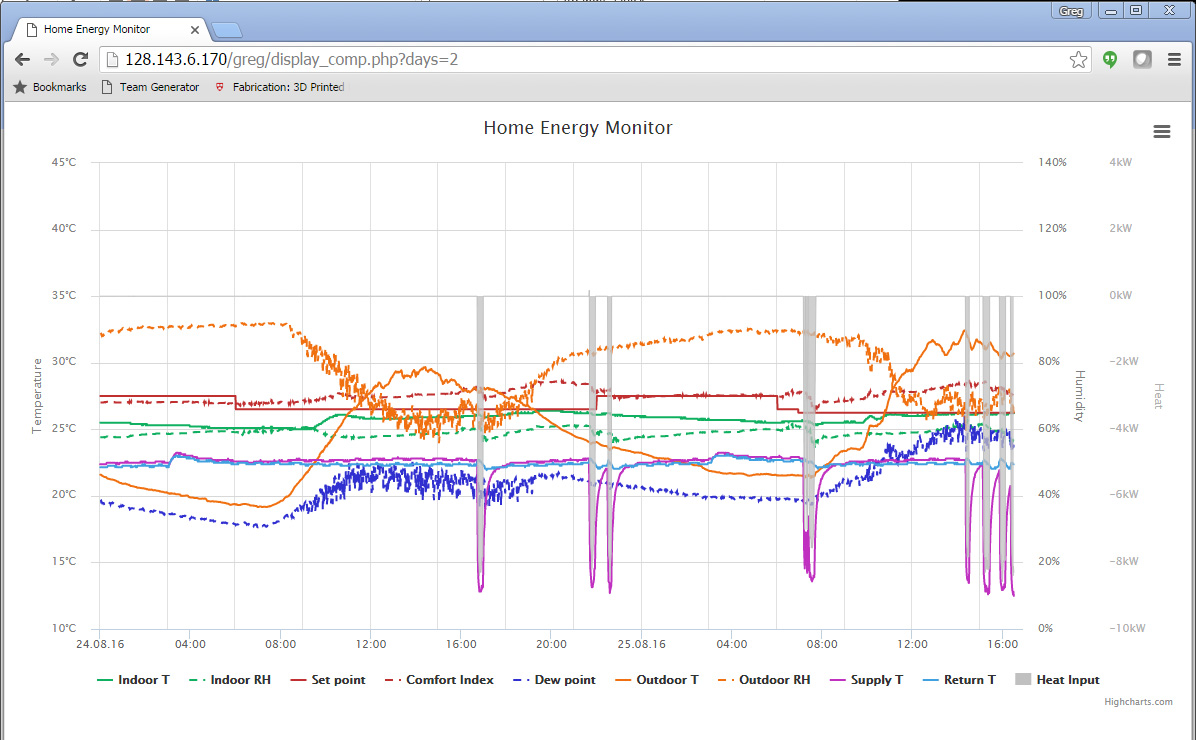 Greg
Home Energy Monitor
128.143.6.170/greg/display_comp.php?days=2
Bookmarks Team Generator Fabrication: 3D Printed
Home Energy Monitor
45°C 140% 4kW
40°C 120% 2kW
35°C 100% 0kW
30°C 80% -2kW
Temperature Humidity Heat
25°C 60% -4kW
20°C 40% -6kW
15°C 20% -8kW
10°C 0% -10kW
24.08.16 04:00 08:00 12:00 16:00 20:00 25.08.16 04:00 08:00 12:00 16:00
Indoor T Indoor RH Set point Comfort Index Dew point Outdoor T Outdoor RH Supply T Return T Heat Input
Highcharts.com